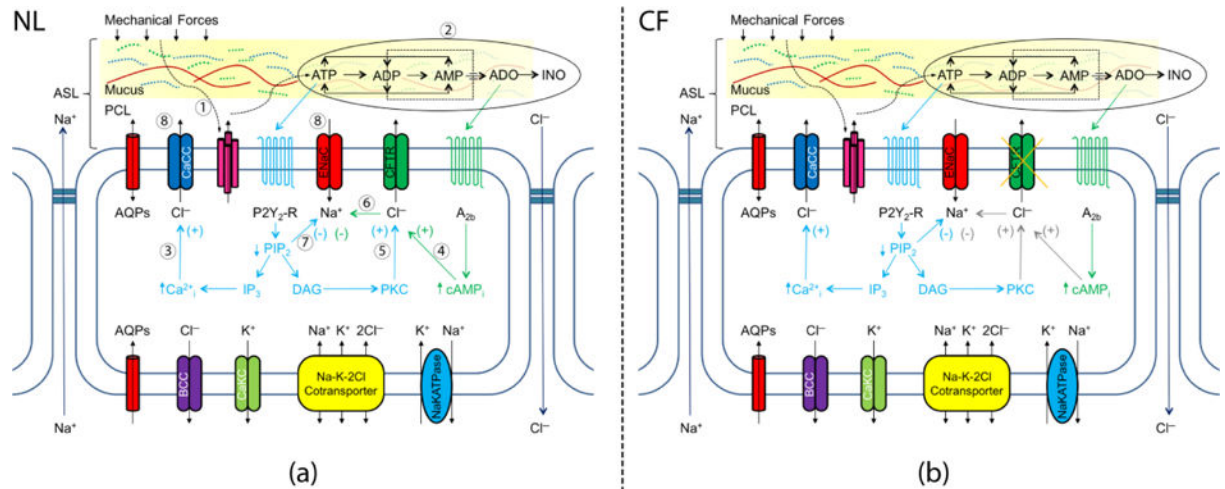 NL
Mechanical Forces
②
ATP
ADP
AMP
ADO
INO
ASL
Mucus
①
PCL
Na⁺
Cl⁻
⑧
⑧
CaCC
ENaC
CFTR
AQPs
Cl⁻
P2Y₂-R
Na⁺
⑥
Cl⁻
A₂b
(+)
⑦
(-)
(-)
(+)
(+)
③
↓ PIP₂
⑤
④
↑Ca²⁺i
IP₃
DAG
PKC
↑cAMPi
AQPs
Cl⁻
K⁺
Na⁺ K⁺ 2Cl⁻
K⁺
Na⁺
BCC
CaKC
Na-K-2Cl
Cotransporter
NaKATPase
Na⁺
Cl⁻
(a)
CF
Mechanical Forces
ATP
ADP
AMP
ADO
INO
ASL
Mucus
PCL
Na⁺
Cl⁻
CaCC
ENaC
CFTR
AQPs
Cl⁻
P2Y₂-R
Na⁺
Cl⁻
A₂b
(+)
(-)
(-)
(+)
(+)
↓ PIP₂
↑Ca²⁺i
IP₃
DAG
PKC
↑cAMPi
AQPs
Cl⁻
K⁺
Na⁺ K⁺ 2Cl⁻
K⁺
Na⁺
BCC
CaKC
Na-K-2Cl
Cotransporter
NaKATPase
Na⁺
Cl⁻
(b)